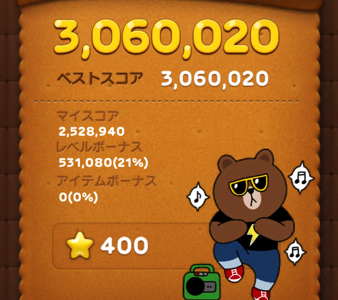 3,060,020
ベストスコア 3,060,020
マイスコア
2,528,940
レベルボーナス
531,080(21%)
アイテムボーナス
0(0%)
400